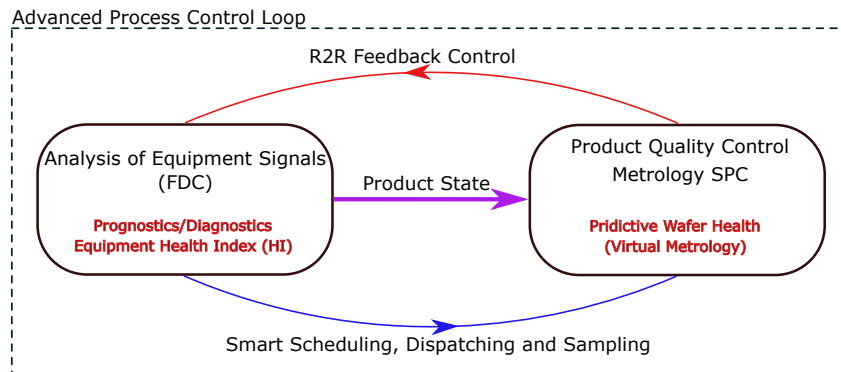 Advanced Process Control Loop
R2R Feedback Control
Analysis of Equipment Signals
(FDC)
Prognostics/Diagnostics
Equipment Health Index (HI)
Product State
Product Quality Control
Metrology SPC
Pridictive Wafer Health
(Virtual Metrology)
Smart Scheduling, Dispatching and Sampling